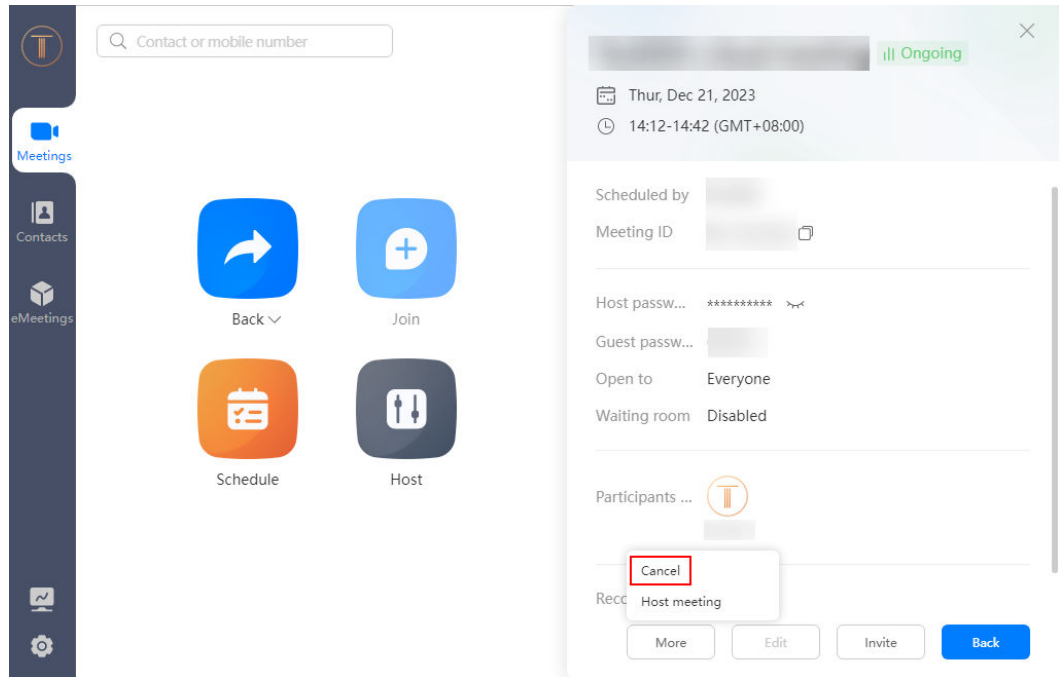 Contact or mobile number
Meetings
Contacts
eMeetings
Back
Join
Schedule
Host
Ongoing
Thur, Dec 21, 2023
14:12-14:42 (GMT+08:00)
Scheduled by
Meeting ID
Host passw... **********
Guest passw...
Open to Everyone
Waiting room Disabled
Participants ...
Cancel
Host meeting
More
Edit
Invite
Back